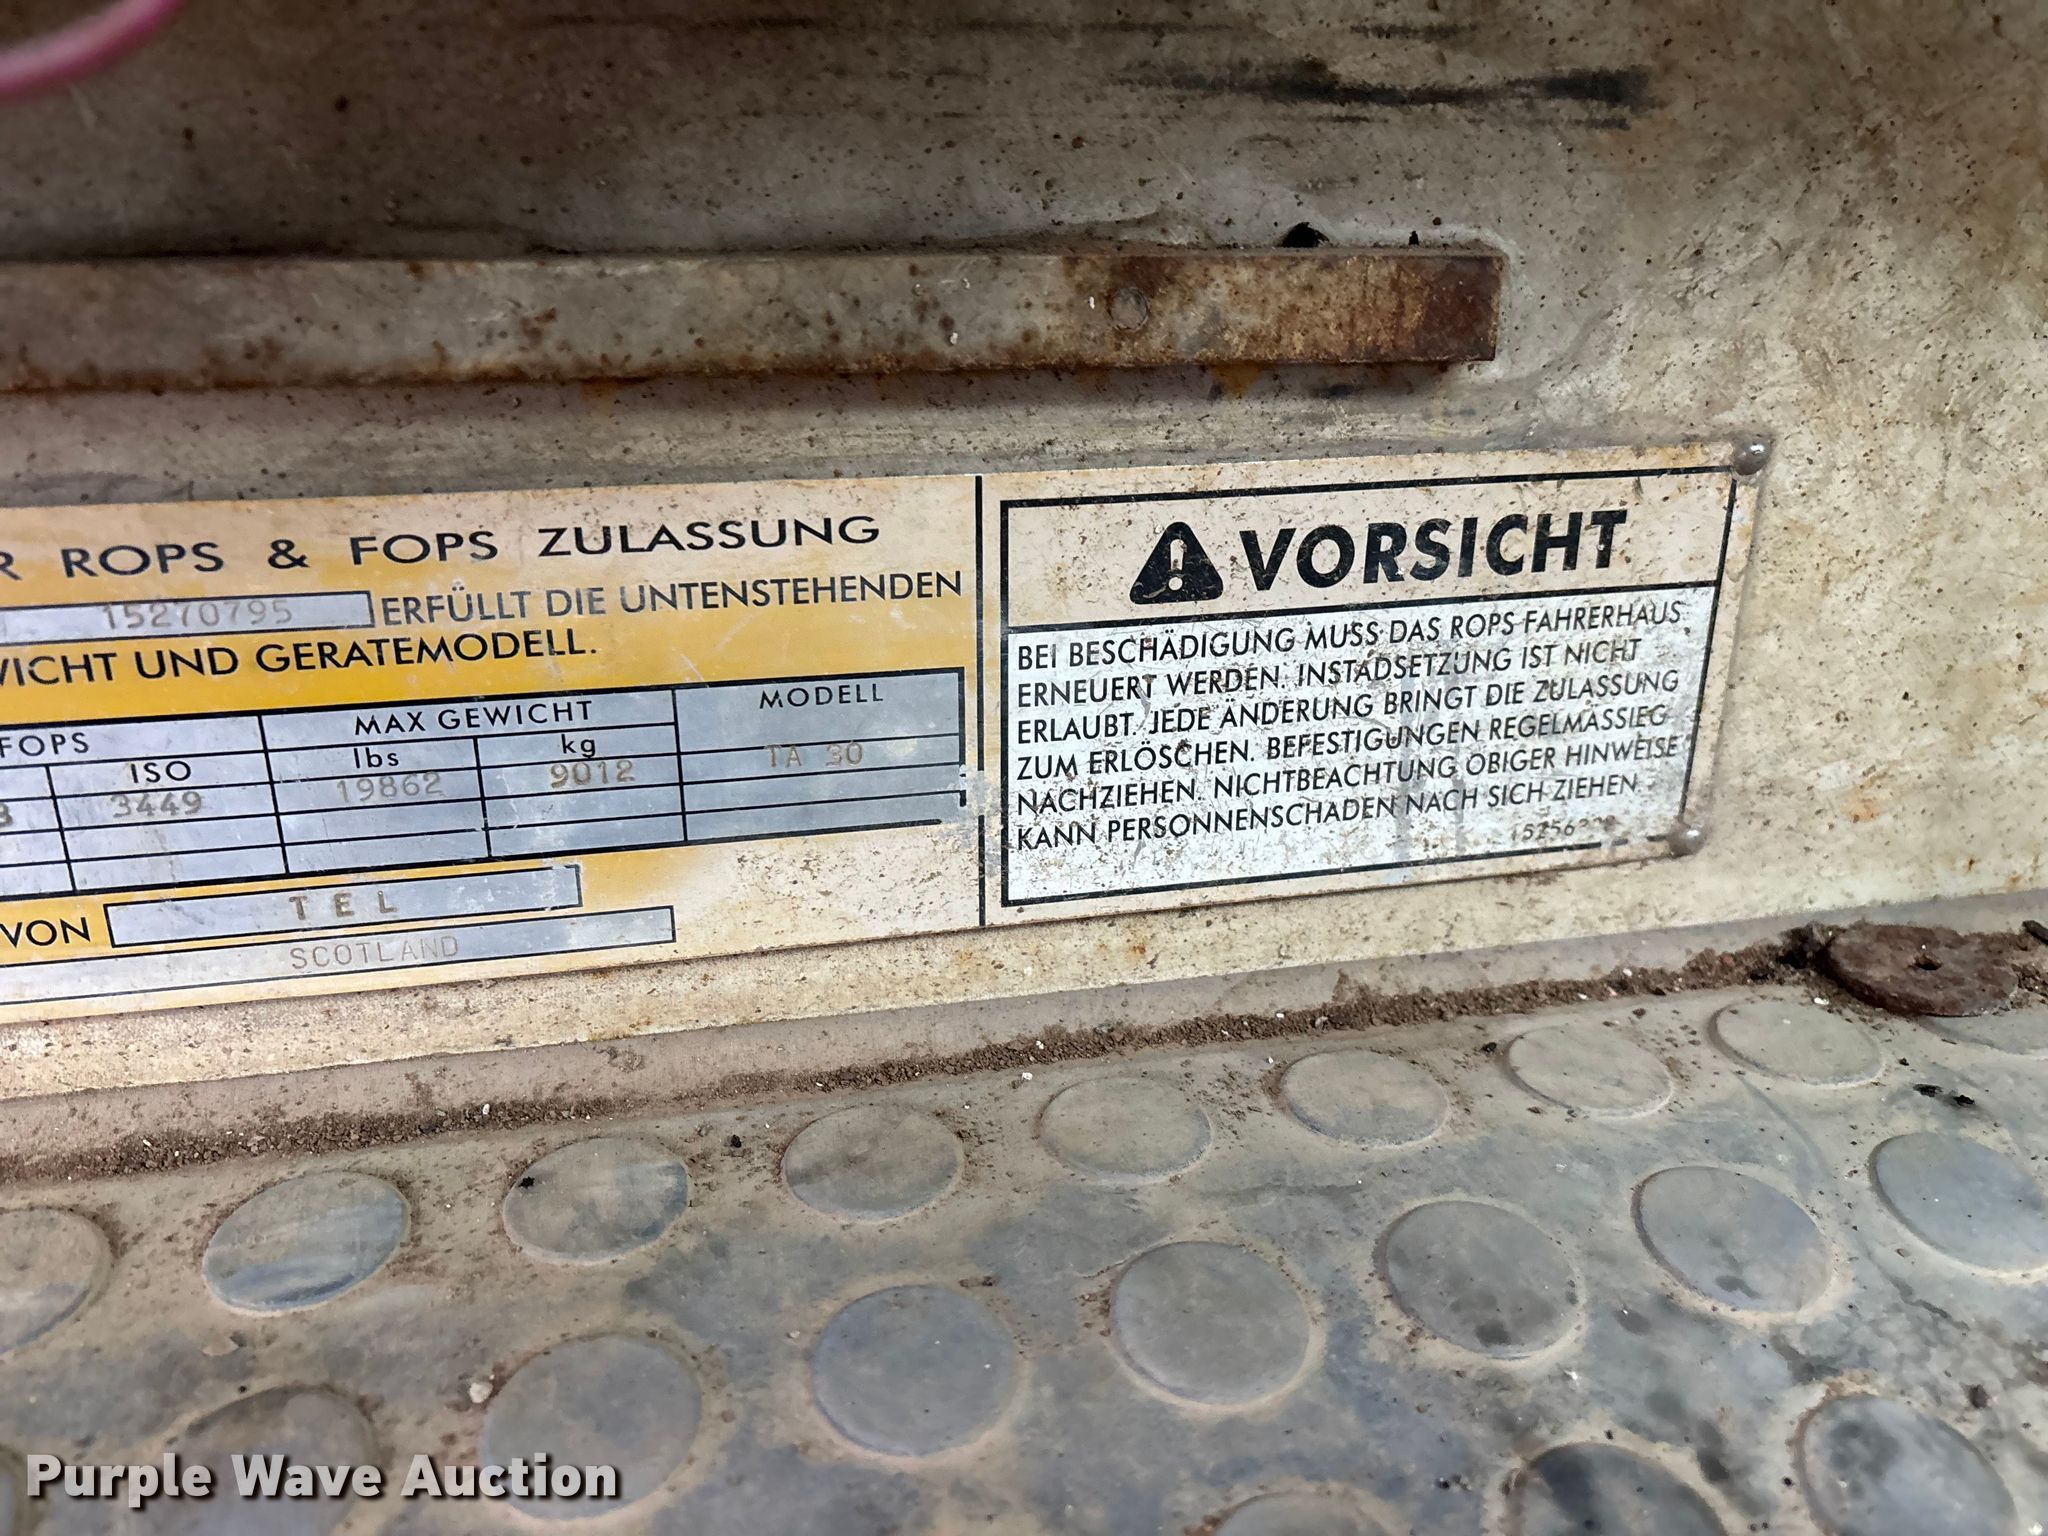 R ROPS & FOPS ZULASSUNG
15270795 ERFÜLLT DIE UNTENSTEHENDEN
WICHT UND GERATEMODELL.
FOPS MAX GEWICHT MODELL
ISO lbs kg
3449 19862 9012 TA 30
VON TEL
SCOTLAND
VORSICHT
BEI BESCHÄDIGUNG MUSS DAS ROPS FAHRERHAUS
ERNEUERT WERDEN. INSTADSETZUNG IST NICHT
ERLAUBT. JEDE ÄNDERUNG BRINGT DIE ZULASSUNG
ZUM ERLÖSCHEN. BEFESTIGUNGEN REGELMÄSSIEG
NACHZIEHEN. NICHTBEACHTUNG OBIGER HINWEISE
KANN PERSONNENSCHADEN NACH SICH ZIEHEN
Purple Wave Auction